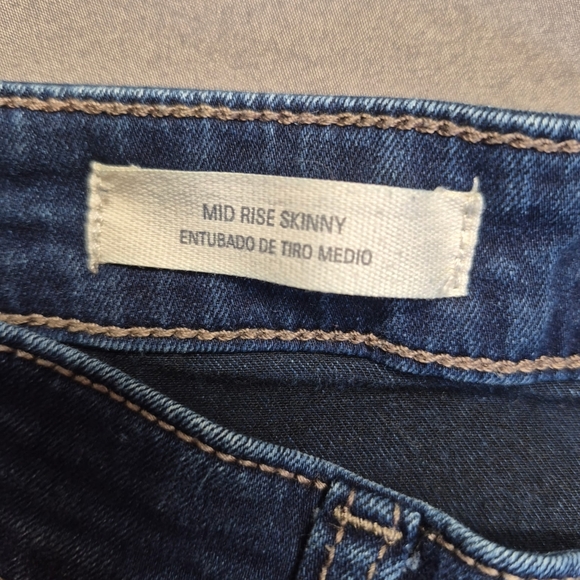 MID RISE SKINNY
ENTUBADO DE TIRO MEDIO